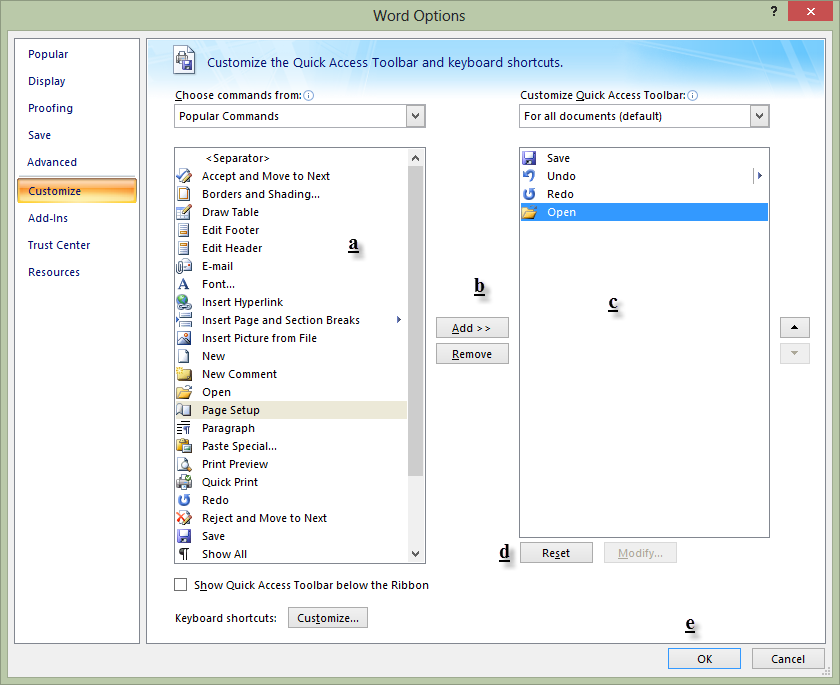 Word Options
?
Popular
Display
Proofing
Save
Advanced
Customize
Add-Ins
Trust Center
Resources
Customize the Quick Access Toolbar and keyboard shortcuts.
Choose commands from:
Popular Commands
<Separator>
Accept and Move to Next
Borders and Shading...
Draw Table
Edit Footer
Edit Header
E-mail
Font...
Insert Hyperlink
Insert Page and Section Breaks
Insert Picture from File
New
New Comment
Open
Page Setup
Paragraph
Paste Special...
Print Preview
Quick Print
Redo
Reject and Move to Next
Save
Show All
a
b
Add >>
Remove
Customize Quick Access Toolbar:
For all documents (default)
Save
Undo
Redo
Open
c
d
Reset
Modify...
Show Quick Access Toolbar below the Ribbon
Keyboard shortcuts:
Customize...
e
OK
Cancel